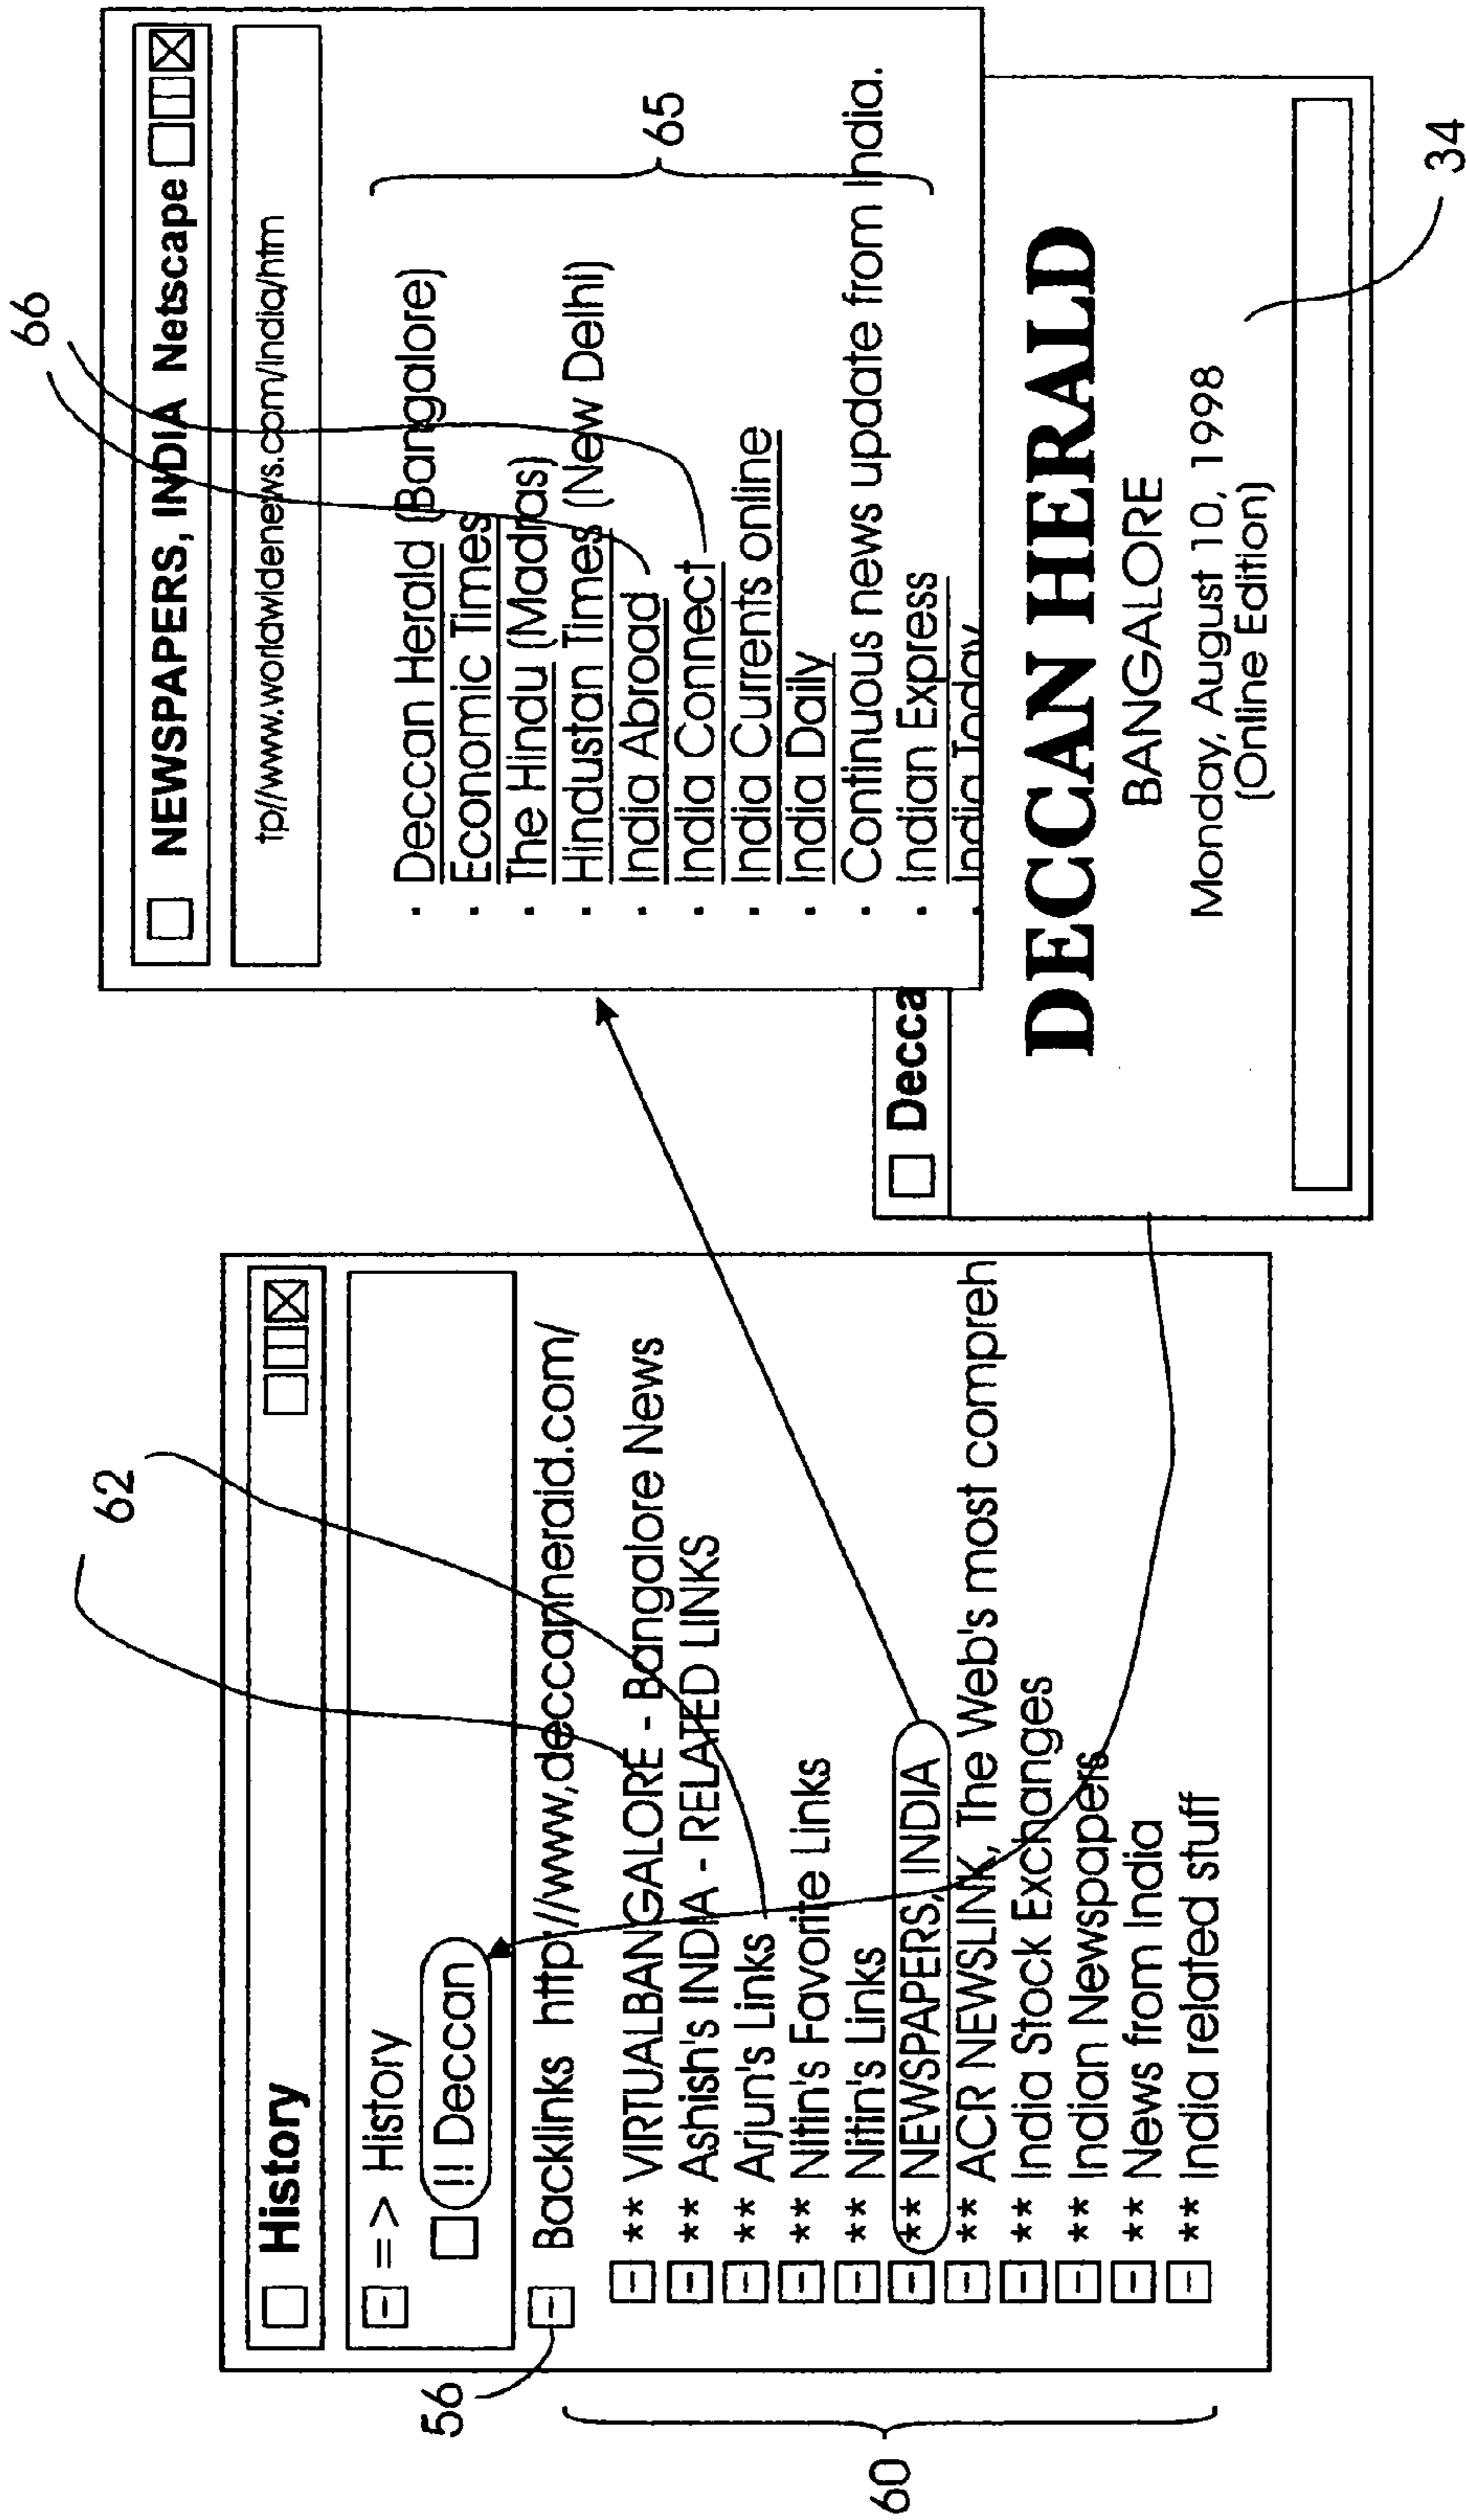 62
History
=> History
!! Deccan
Backlinks http://www,deccanneraid.com/
** VIRTUALBANGALORE - Bangalore News
** Ashish's INDIA - RELATED LINKS
** Arjun's Links
** Nitin's Favorite Links
** Nitin's Links
** NEWSPAPERS, INDIA
** ACR NEWSLINK, The Web's most compreh
** India Stock Exchanges
** Indian Newspapers
** News from India
** India related stuff
56
60
66
NEWSPAPERS, INDIA Netscape
tp//www.worldwidenews.com/india/htm
. Deccan Herald (Bangalore)
. Economic Times
. The Hindu (Madras)
. Hindustan Times (New Delhi)
. India Abroad
. India Connect
. India Currents online
. India Daily
. Continuous news update from India.
. Indian Express
. India Today
65
Decca
DECCAN HERALD
BANGALORE
Monday, August 10, 1998
(Online Edition)
34